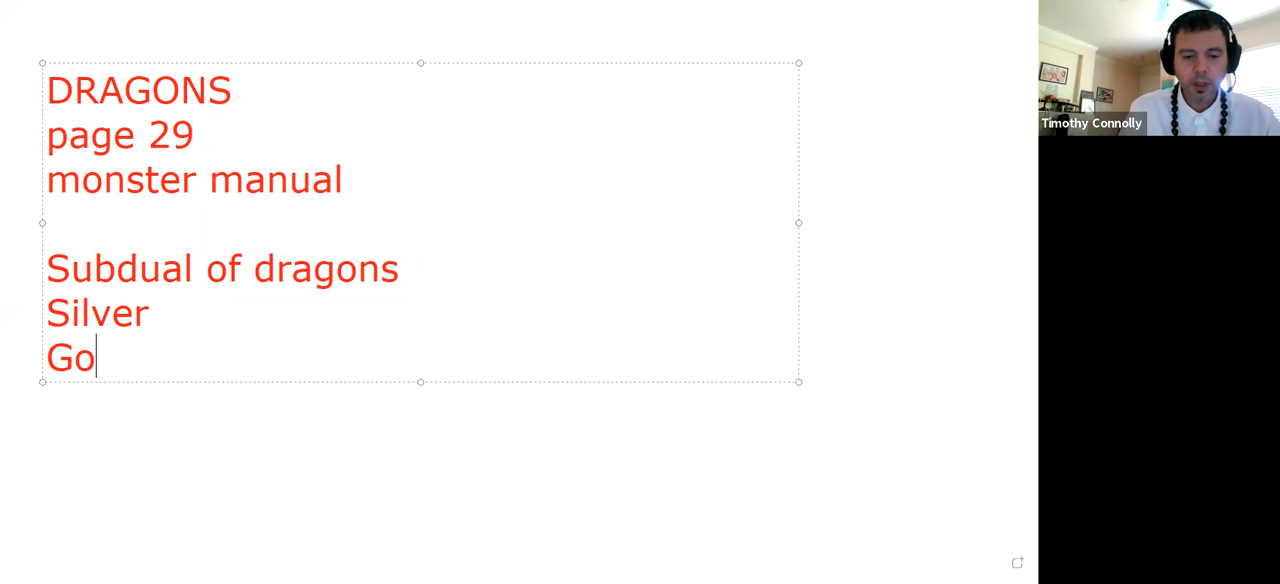 DRAGONS
page 29
monster manual
Subdual of dragons
Silver
Go
Timothy Connolly